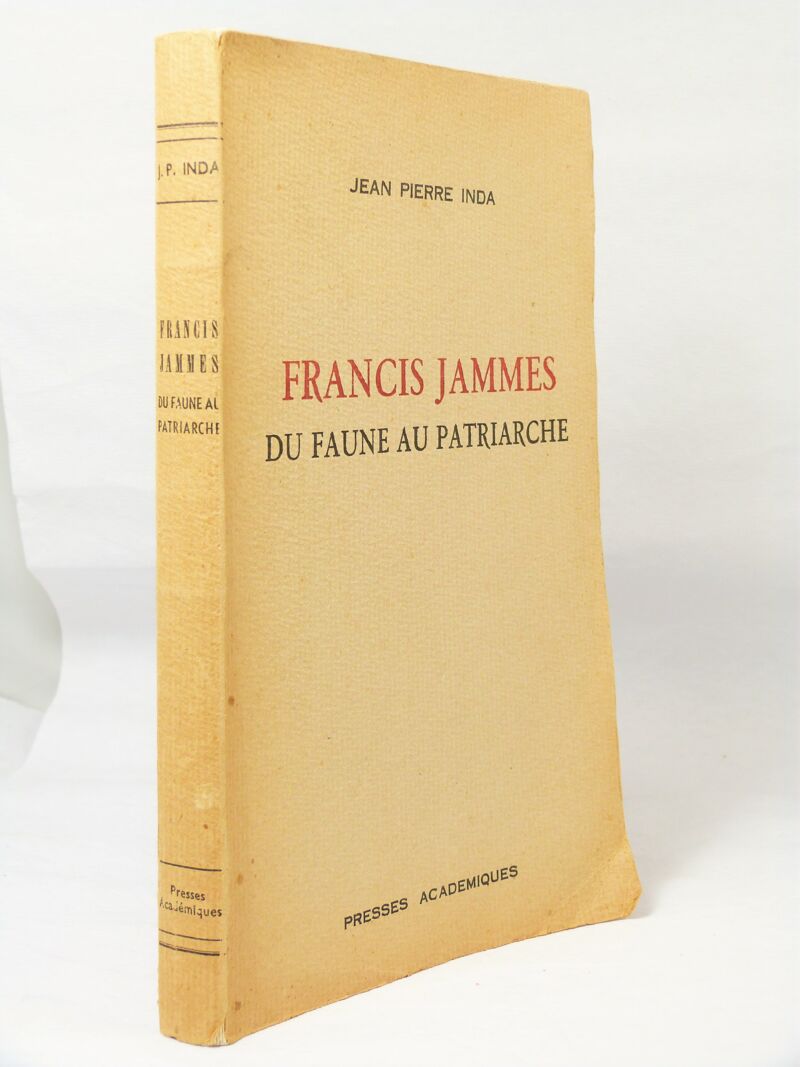 J. P. INDA
FRANCIS
JAMMES
DU FAUNE AU
PATRIARCHE
Presses
Académiques
JEAN PIERRE INDA
FRANCIS JAMMES
DU FAUNE AU PATRIARCHE
PRESSES ACADEMIQUES